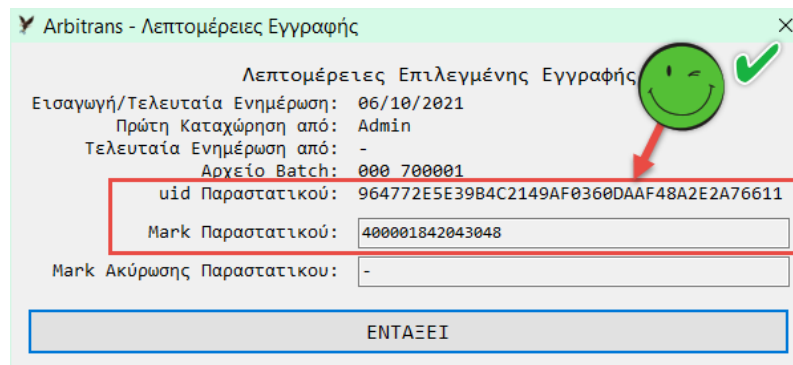 Arbitrans - Λεπτομέρειες Εγγραφής
Λεπτομέρειες Επιλεγμένης Εγγραφής
Εισαγωγή/Τελευταία Ενημέρωση: 06/10/2021
Πρώτη Καταχώρηση από: Admin
Τελευταία Ενημέρωση από: -
Αρχείο Batch: 000 700001
uid Παραστατικού: 964772E5E39B4C2149AF0360DAAF48A2E2A76611
Mark Παραστατικού: 400001842043048
Mark Ακύρωσης Παραστατικου: -
ΕΝΤΑΞΕΙ